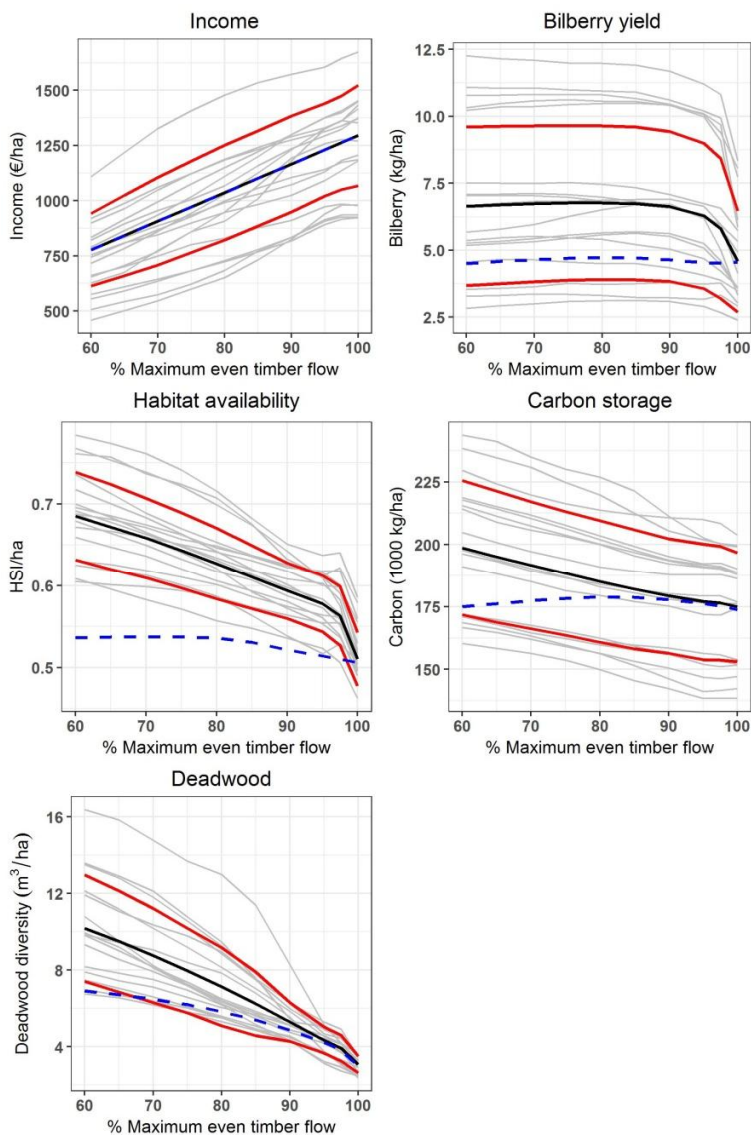 Income
Income (€/ha)
1500
1250
1000
750
500
60 70 80 90 100
% Maximum even timber flow
Bilberry yield
Bilberry (kg/ha)
12.5
10.0
7.5
5.0
2.5
60 70 80 90 100
% Maximum even timber flow
Habitat availability
HSI/ha
0.7
0.6
0.5
60 70 80 90 100
% Maximum even timber flow
Carbon storage
Carbon (1000 kg/ha)
225
200
175
150
60 70 80 90 100
% Maximum even timber flow
Deadwood
Deadwood diversity (m³/ha)
16
12
8
4
60 70 80 90 100
% Maximum even timber flow